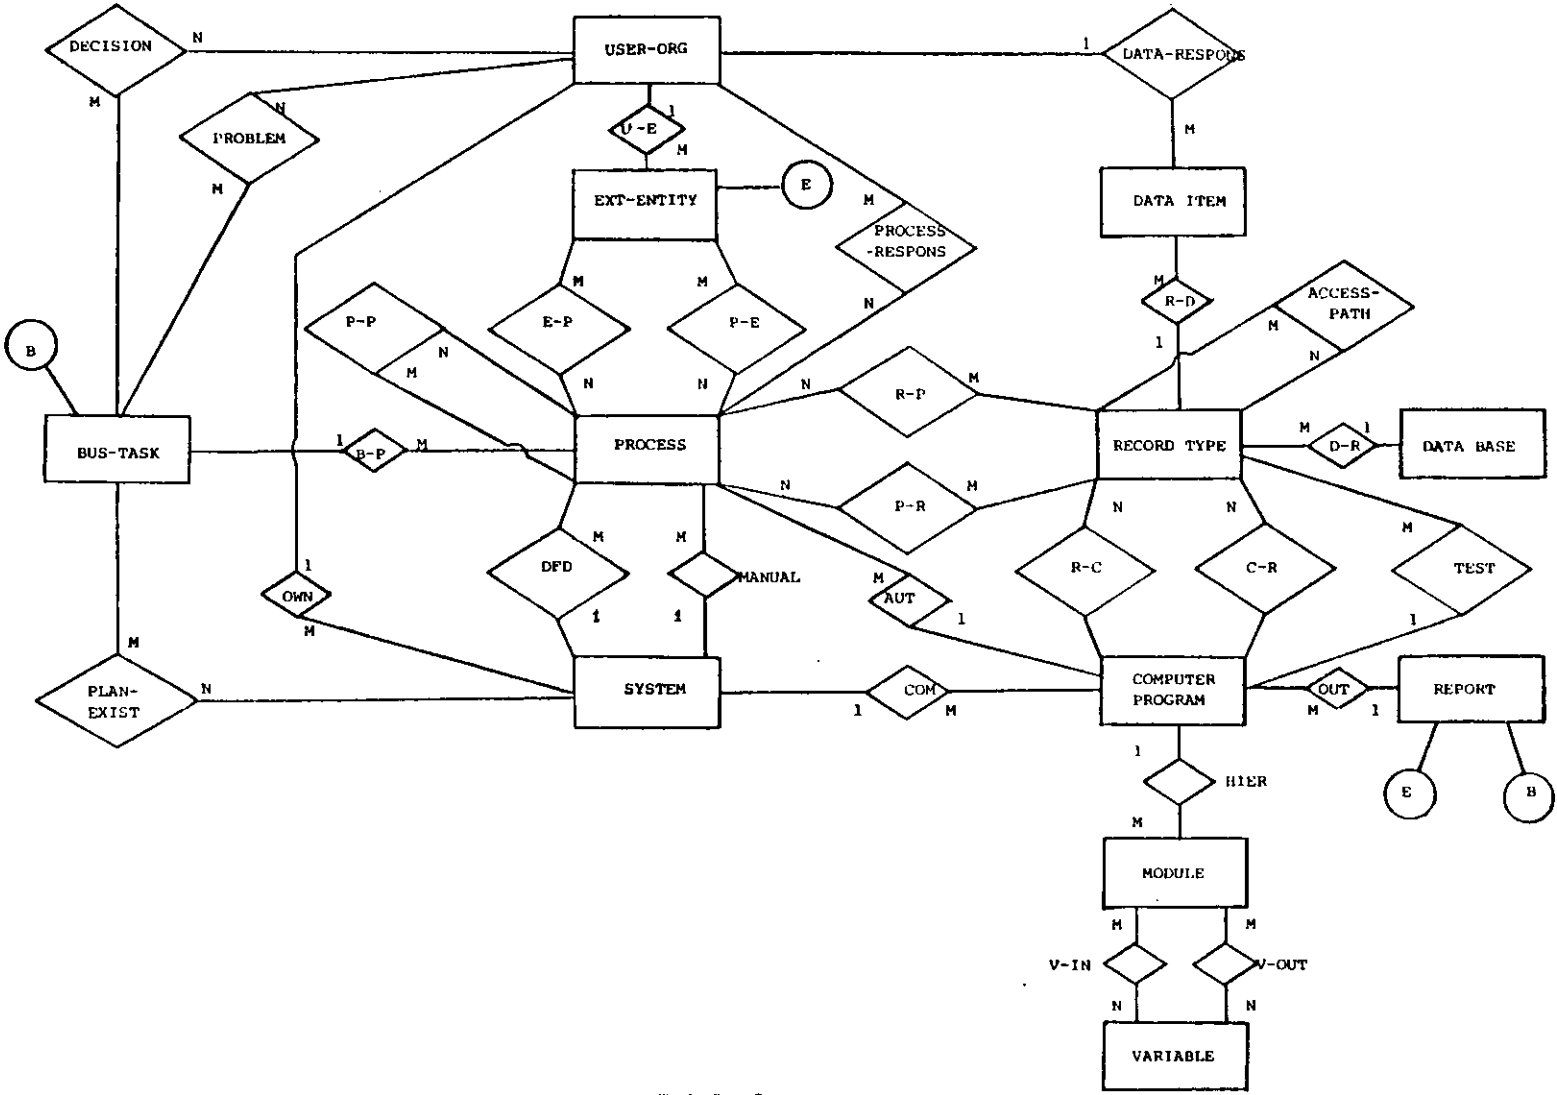 DECISION
N
M
USER-ORG
1
DATA-RESPONS
M
N
PROBLEM
M
1
U-E
M
EXT-ENTITY
E
DATA ITEM
M
PROCESS
-RESPONS
N
M
R-D
1
ACCESS-
PATH
M
N
P-P
N
M
M
E-P
N
M
P-E
N
B
N
R-P
M
BUS-TASK
1
B-P
M
PROCESS
RECORD TYPE
M
D-R
1
DATA BASE
N
P-R
M
M
DFD
1
M
MANUAL
1
M
AUT
1
N
R-C
N
C-R
M
TEST
1
1
OWN
M
M
PLAN-
EXIST
N
SYSTEM
1
COM
M
COMPUTER
PROGRAM
OUT
M
1
REPORT
E
B
1
HIER
M
MODULE
M
M
V-IN
V-OUT
N
N
VARIABLE